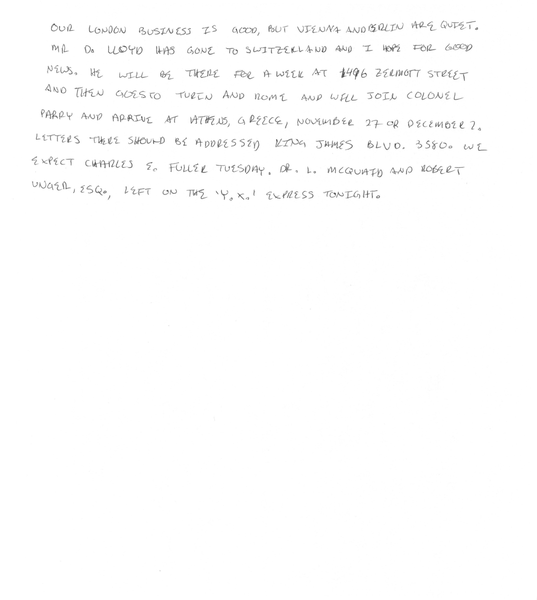 OUR LONDON BUSINESS IS GOOD, BUT VIENNA AND BERLIN ARE QUIET.
MR D. LLOYD HAS GONE TO SWITZERLAND AND I HOPE FOR GOOD
NEWS. HE WILL BE THERE FOR A WEEK AT 1496 ZERMOTT STREET
AND THEN GOES TO TURIN AND ROME AND WILL JOIN COLONEL
PARRY AND ARRIVE AT ATHENS, GREECE, NOVEMBER 27 OR DECEMBER 2.
LETTERS THERE SHOULD BE ADDRESSED KING JAMES BLVD. 3580. WE
EXPECT CHARLES E. FULLER TUESDAY. DR. L. MCQUAID AND ROBERT
UNGER, ESQ., LEFT ON THE 'Y.X.' EXPRESS TONIGHT.